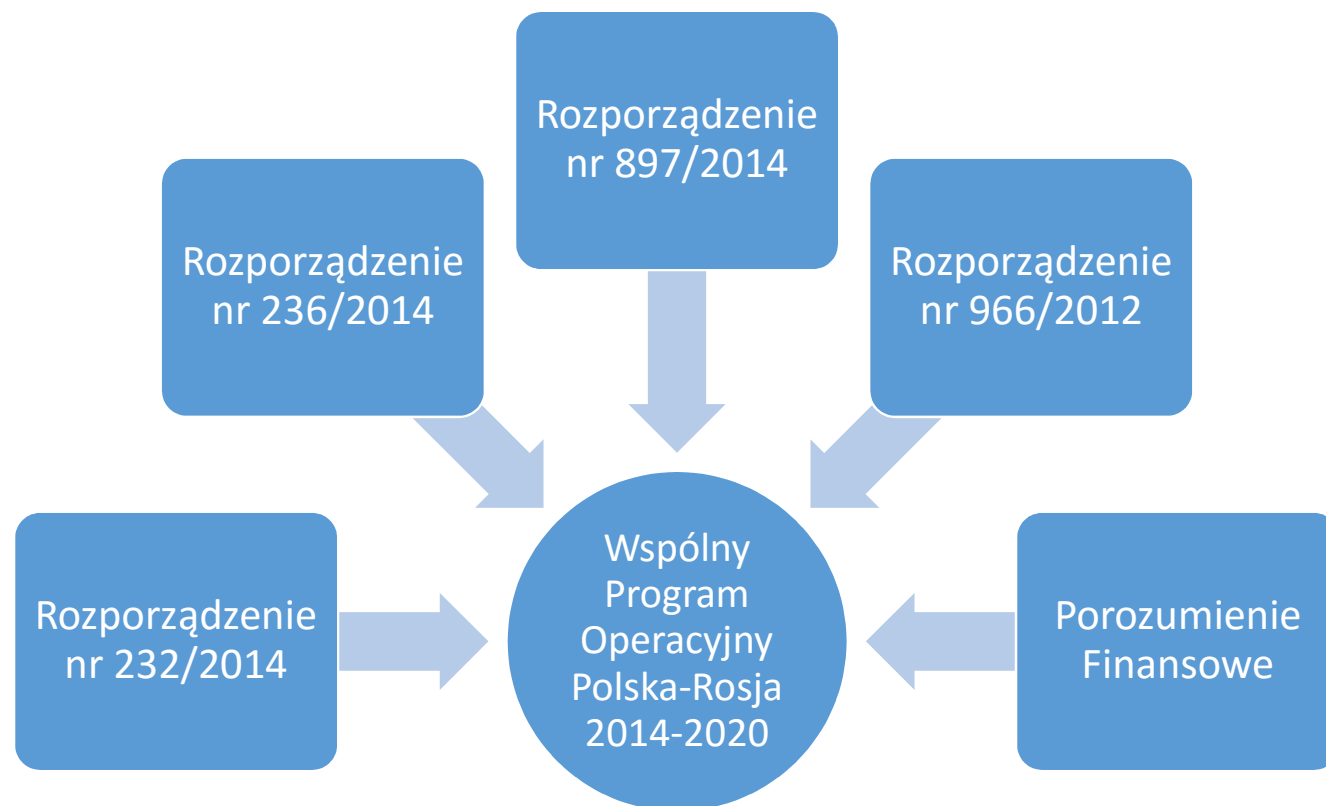 Rozporządzenie
nr 897/2014
Rozporządzenie
nr 236/2014
Rozporządzenie
nr 966/2012
Rozporządzenie
nr 232/2014
Wspólny
Program
Operacyjny
Polska-Rosja
2014-2020
Porozumienie
Finansowe